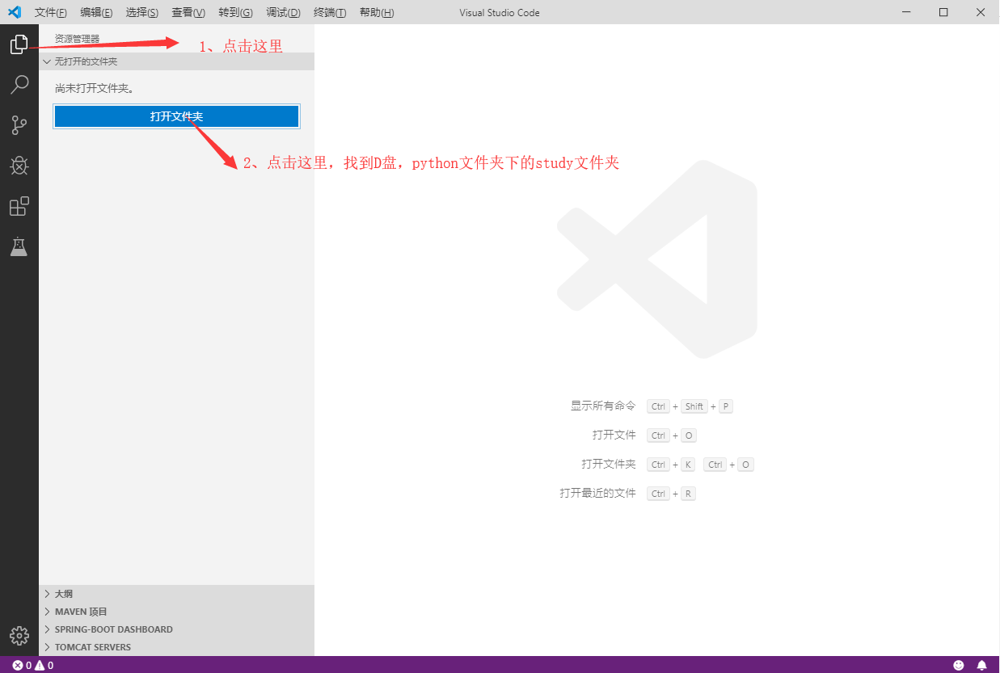 文件(F) 编辑(E) 选择(S) 查看(V) 转到(G) 调试(D) 终端(T) 帮助(H) Visual Studio Code
资源管理器
1、点击这里
无打开的文件夹
尚未打开文件夹。
打开文件夹
2、点击这里，找到D盘，python文件夹下的study文件夹
显示所有命令 Ctrl + Shift + P
打开文件 Ctrl + O
打开文件夹 Ctrl + K Ctrl + O
打开最近的文件 Ctrl + R
大纲
MAVEN 项目
SPRING-BOOT DASHBOARD
TOMCAT SERVERS
0 0